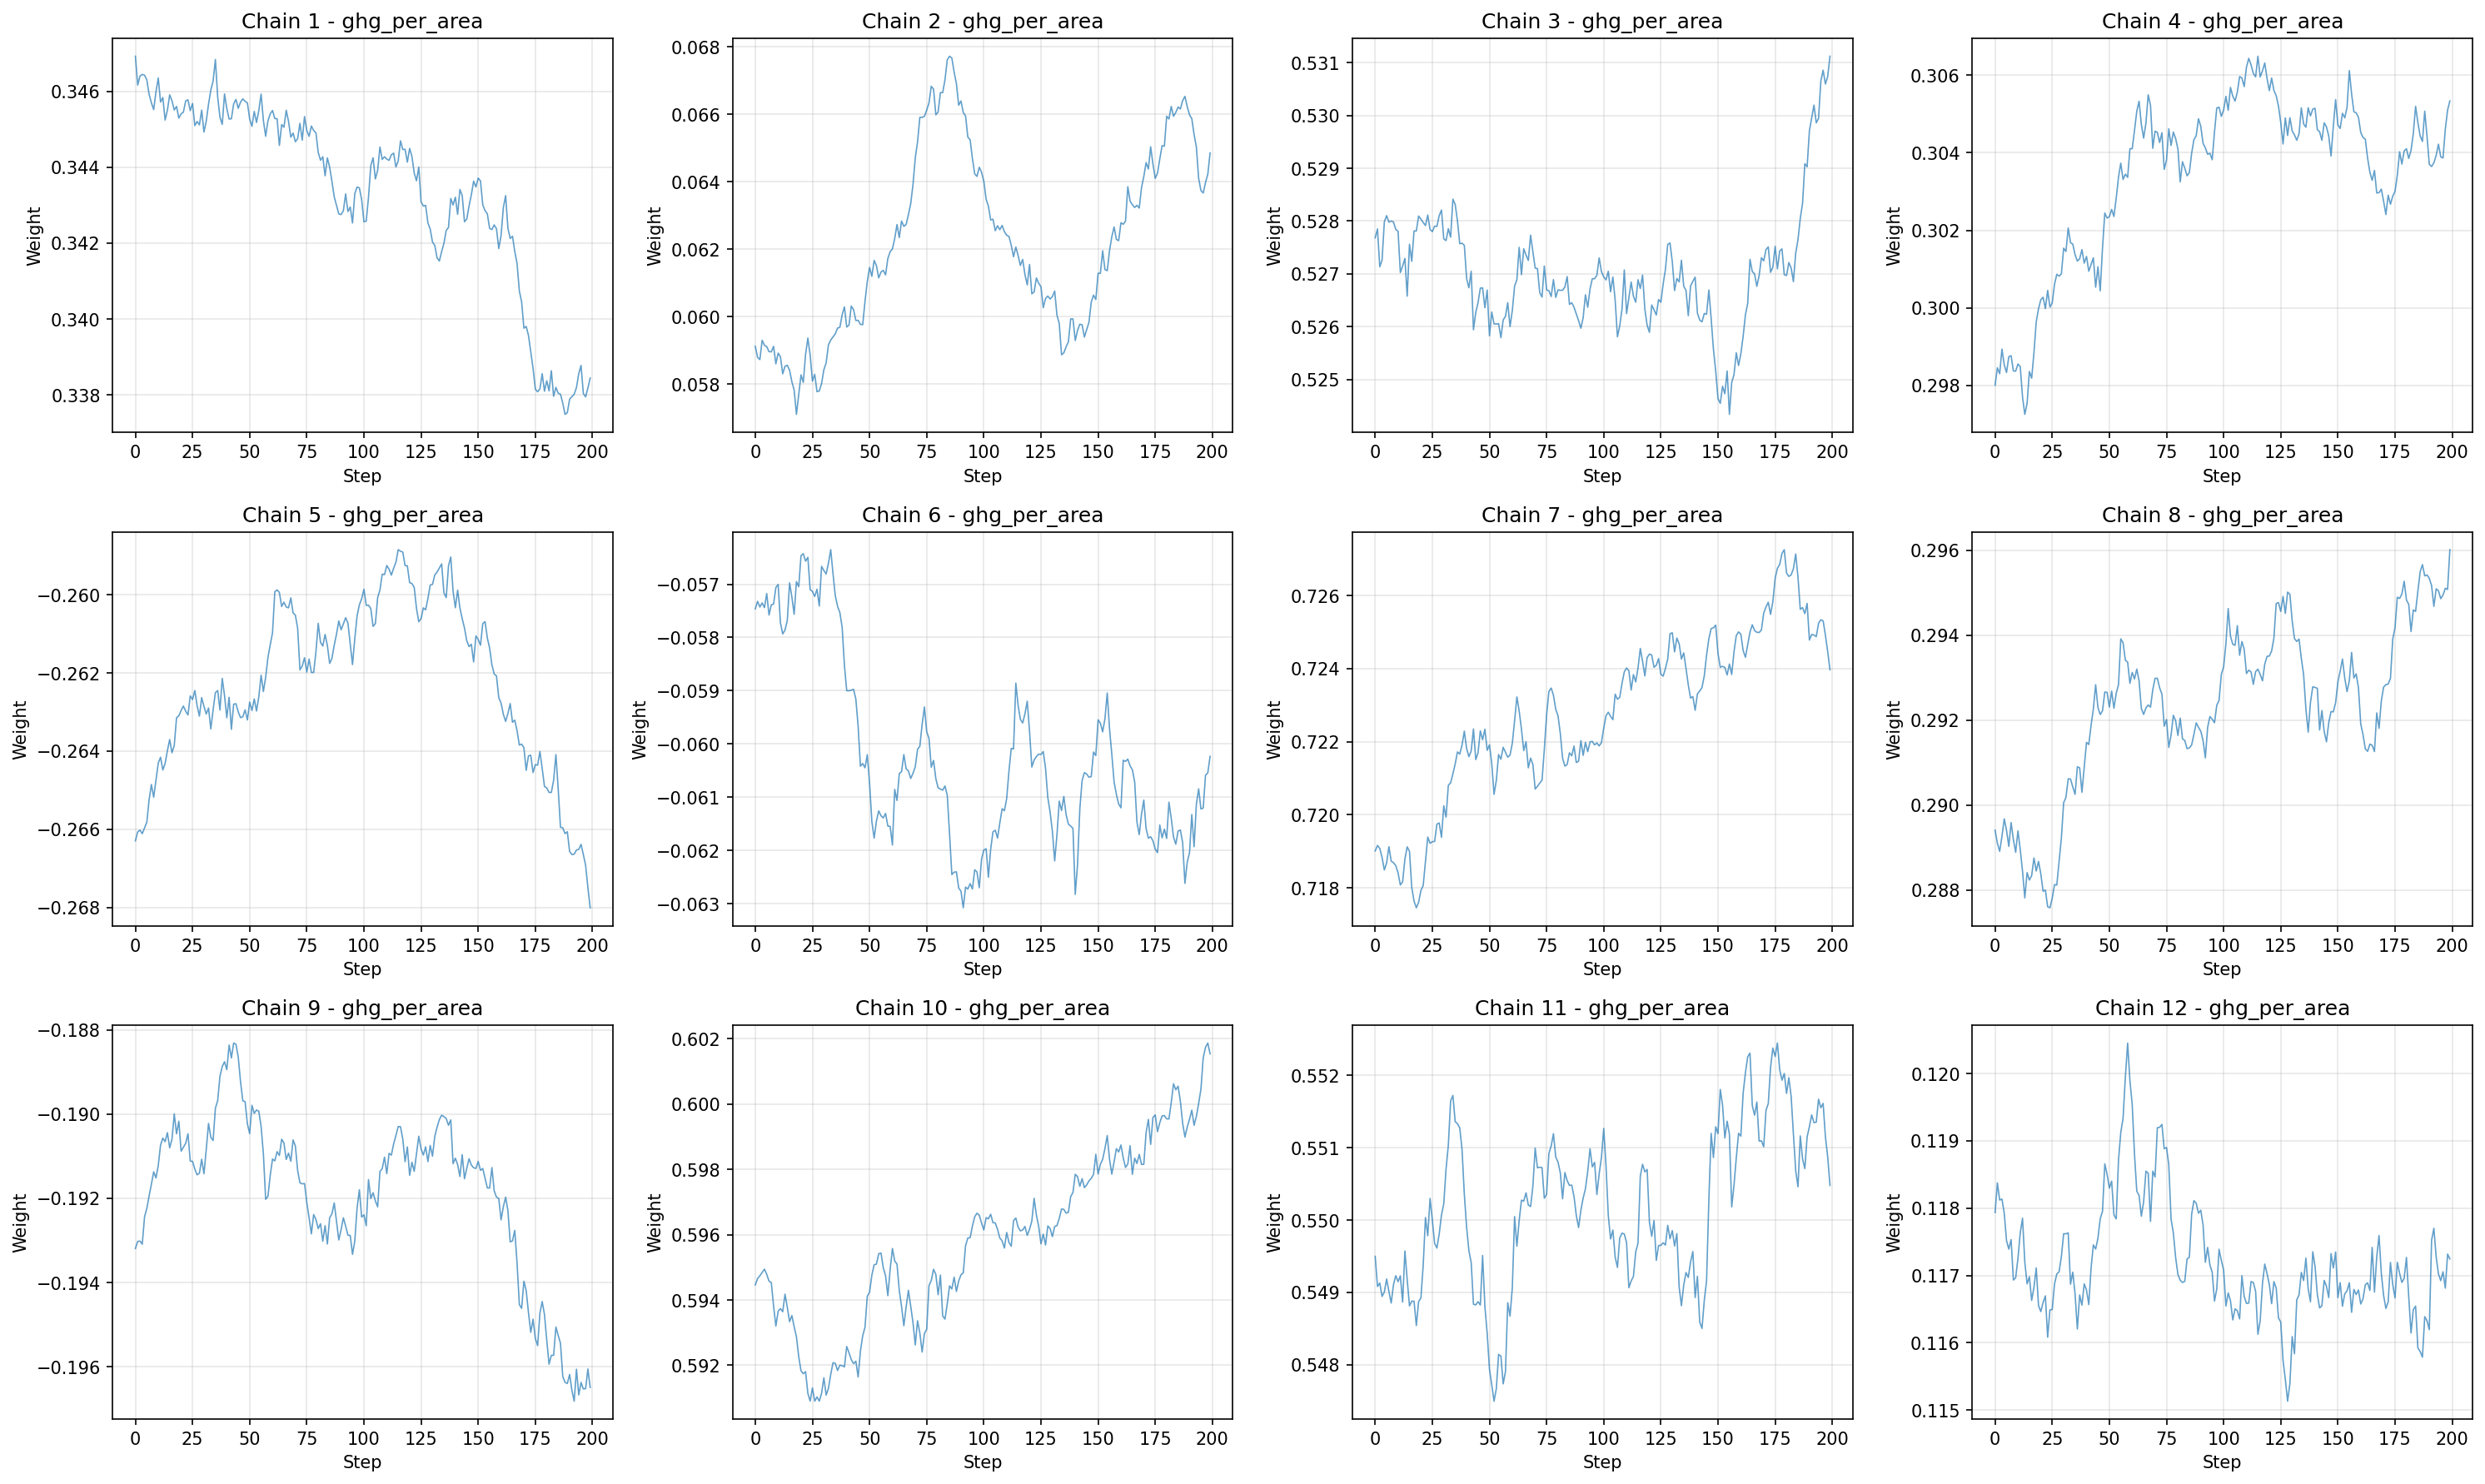 Chain 1 - ghg_per_area
Weight
0.346
0.344
0.342
0.340
0.338
0 25 50 75 100 125 150 175 200
Step
Chain 2 - ghg_per_area
Weight
0.068
0.066
0.064
0.062
0.060
0.058
0 25 50 75 100 125 150 175 200
Step
Chain 3 - ghg_per_area
Weight
0.531
0.530
0.529
0.528
0.527
0.526
0.525
0 25 50 75 100 125 150 175 200
Step
Chain 4 - ghg_per_area
Weight
0.306
0.304
0.302
0.300
0.298
0 25 50 75 100 125 150 175 200
Step
Chain 5 - ghg_per_area
Weight
−0.260
−0.262
−0.264
−0.266
−0.268
0 25 50 75 100 125 150 175 200
Step
Chain 6 - ghg_per_area
Weight
−0.057
−0.058
−0.059
−0.060
−0.061
−0.062
−0.063
0 25 50 75 100 125 150 175 200
Step
Chain 7 - ghg_per_area
Weight
0.726
0.724
0.722
0.720
0.718
0 25 50 75 100 125 150 175 200
Step
Chain 8 - ghg_per_area
Weight
0.296
0.294
0.292
0.290
0.288
0 25 50 75 100 125 150 175 200
Step
Chain 9 - ghg_per_area
Weight
−0.188
−0.190
−0.192
−0.194
−0.196
0 25 50 75 100 125 150 175 200
Step
Chain 10 - ghg_per_area
Weight
0.602
0.600
0.598
0.596
0.594
0.592
0 25 50 75 100 125 150 175 200
Step
Chain 11 - ghg_per_area
Weight
0.552
0.551
0.550
0.549
0.548
0 25 50 75 100 125 150 175 200
Step
Chain 12 - ghg_per_area
Weight
0.120
0.119
0.118
0.117
0.116
0.115
0 25 50 75 100 125 150 175 200
Step